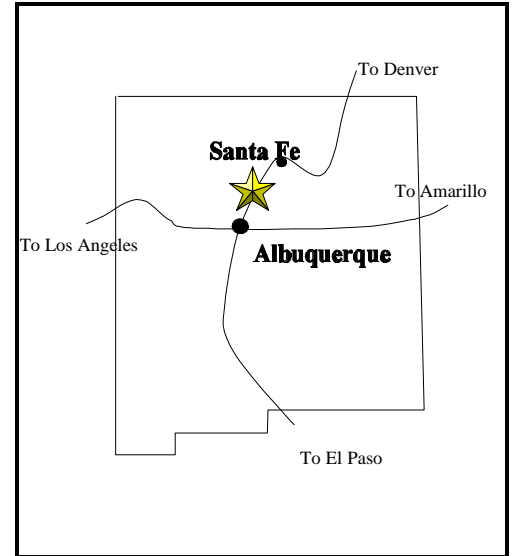 To Denver
Santa Fe
To Amarillo
To Los Angeles
Albuquerque
To El Paso